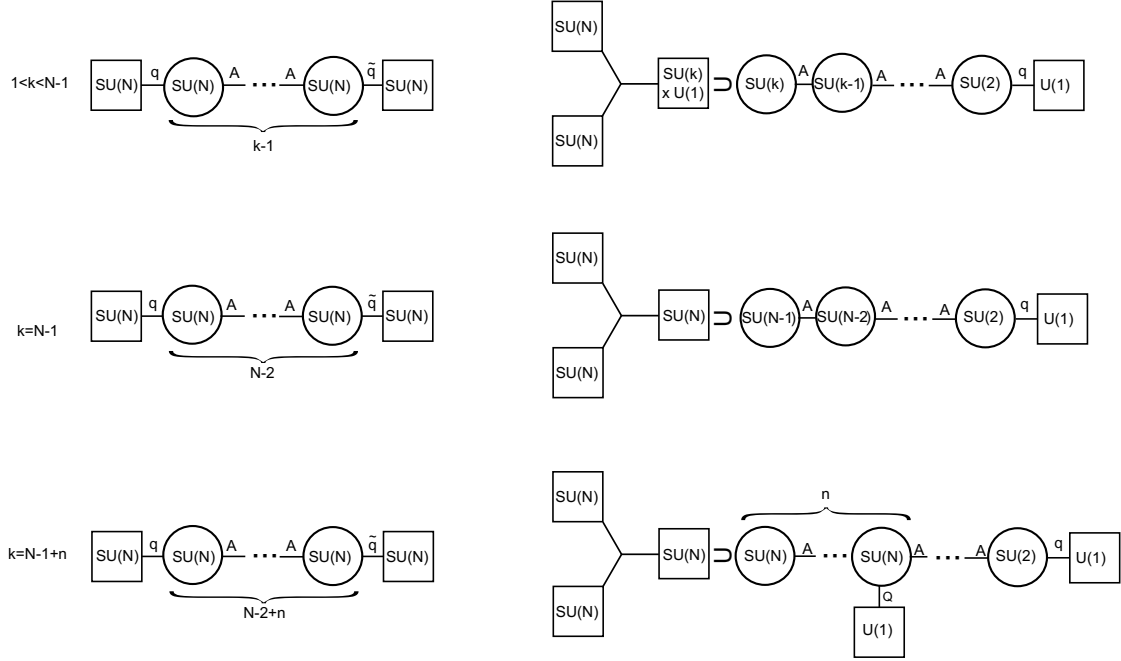 1<k<N-1
SU(N) q SU(N) A ... A SU(N) q̃ SU(N)
k-1
SU(N)
SU(k)
x U(1)
⊃ SU(k) A SU(k-1) A ... A SU(2) q U(1)
SU(N)
k=N-1
SU(N) q SU(N) A ... A SU(N) q̃ SU(N)
N-2
SU(N)
SU(N) ⊃ SU(N-1) A SU(N-2) A ... A SU(2) q U(1)
SU(N)
k=N-1+n
SU(N) q SU(N) A ... A SU(N) q̃ SU(N)
N-2+n
n
SU(N)
SU(N) ⊃ SU(N) A ... SU(N) A ... A SU(2) q U(1)
Q
SU(N)
U(1)